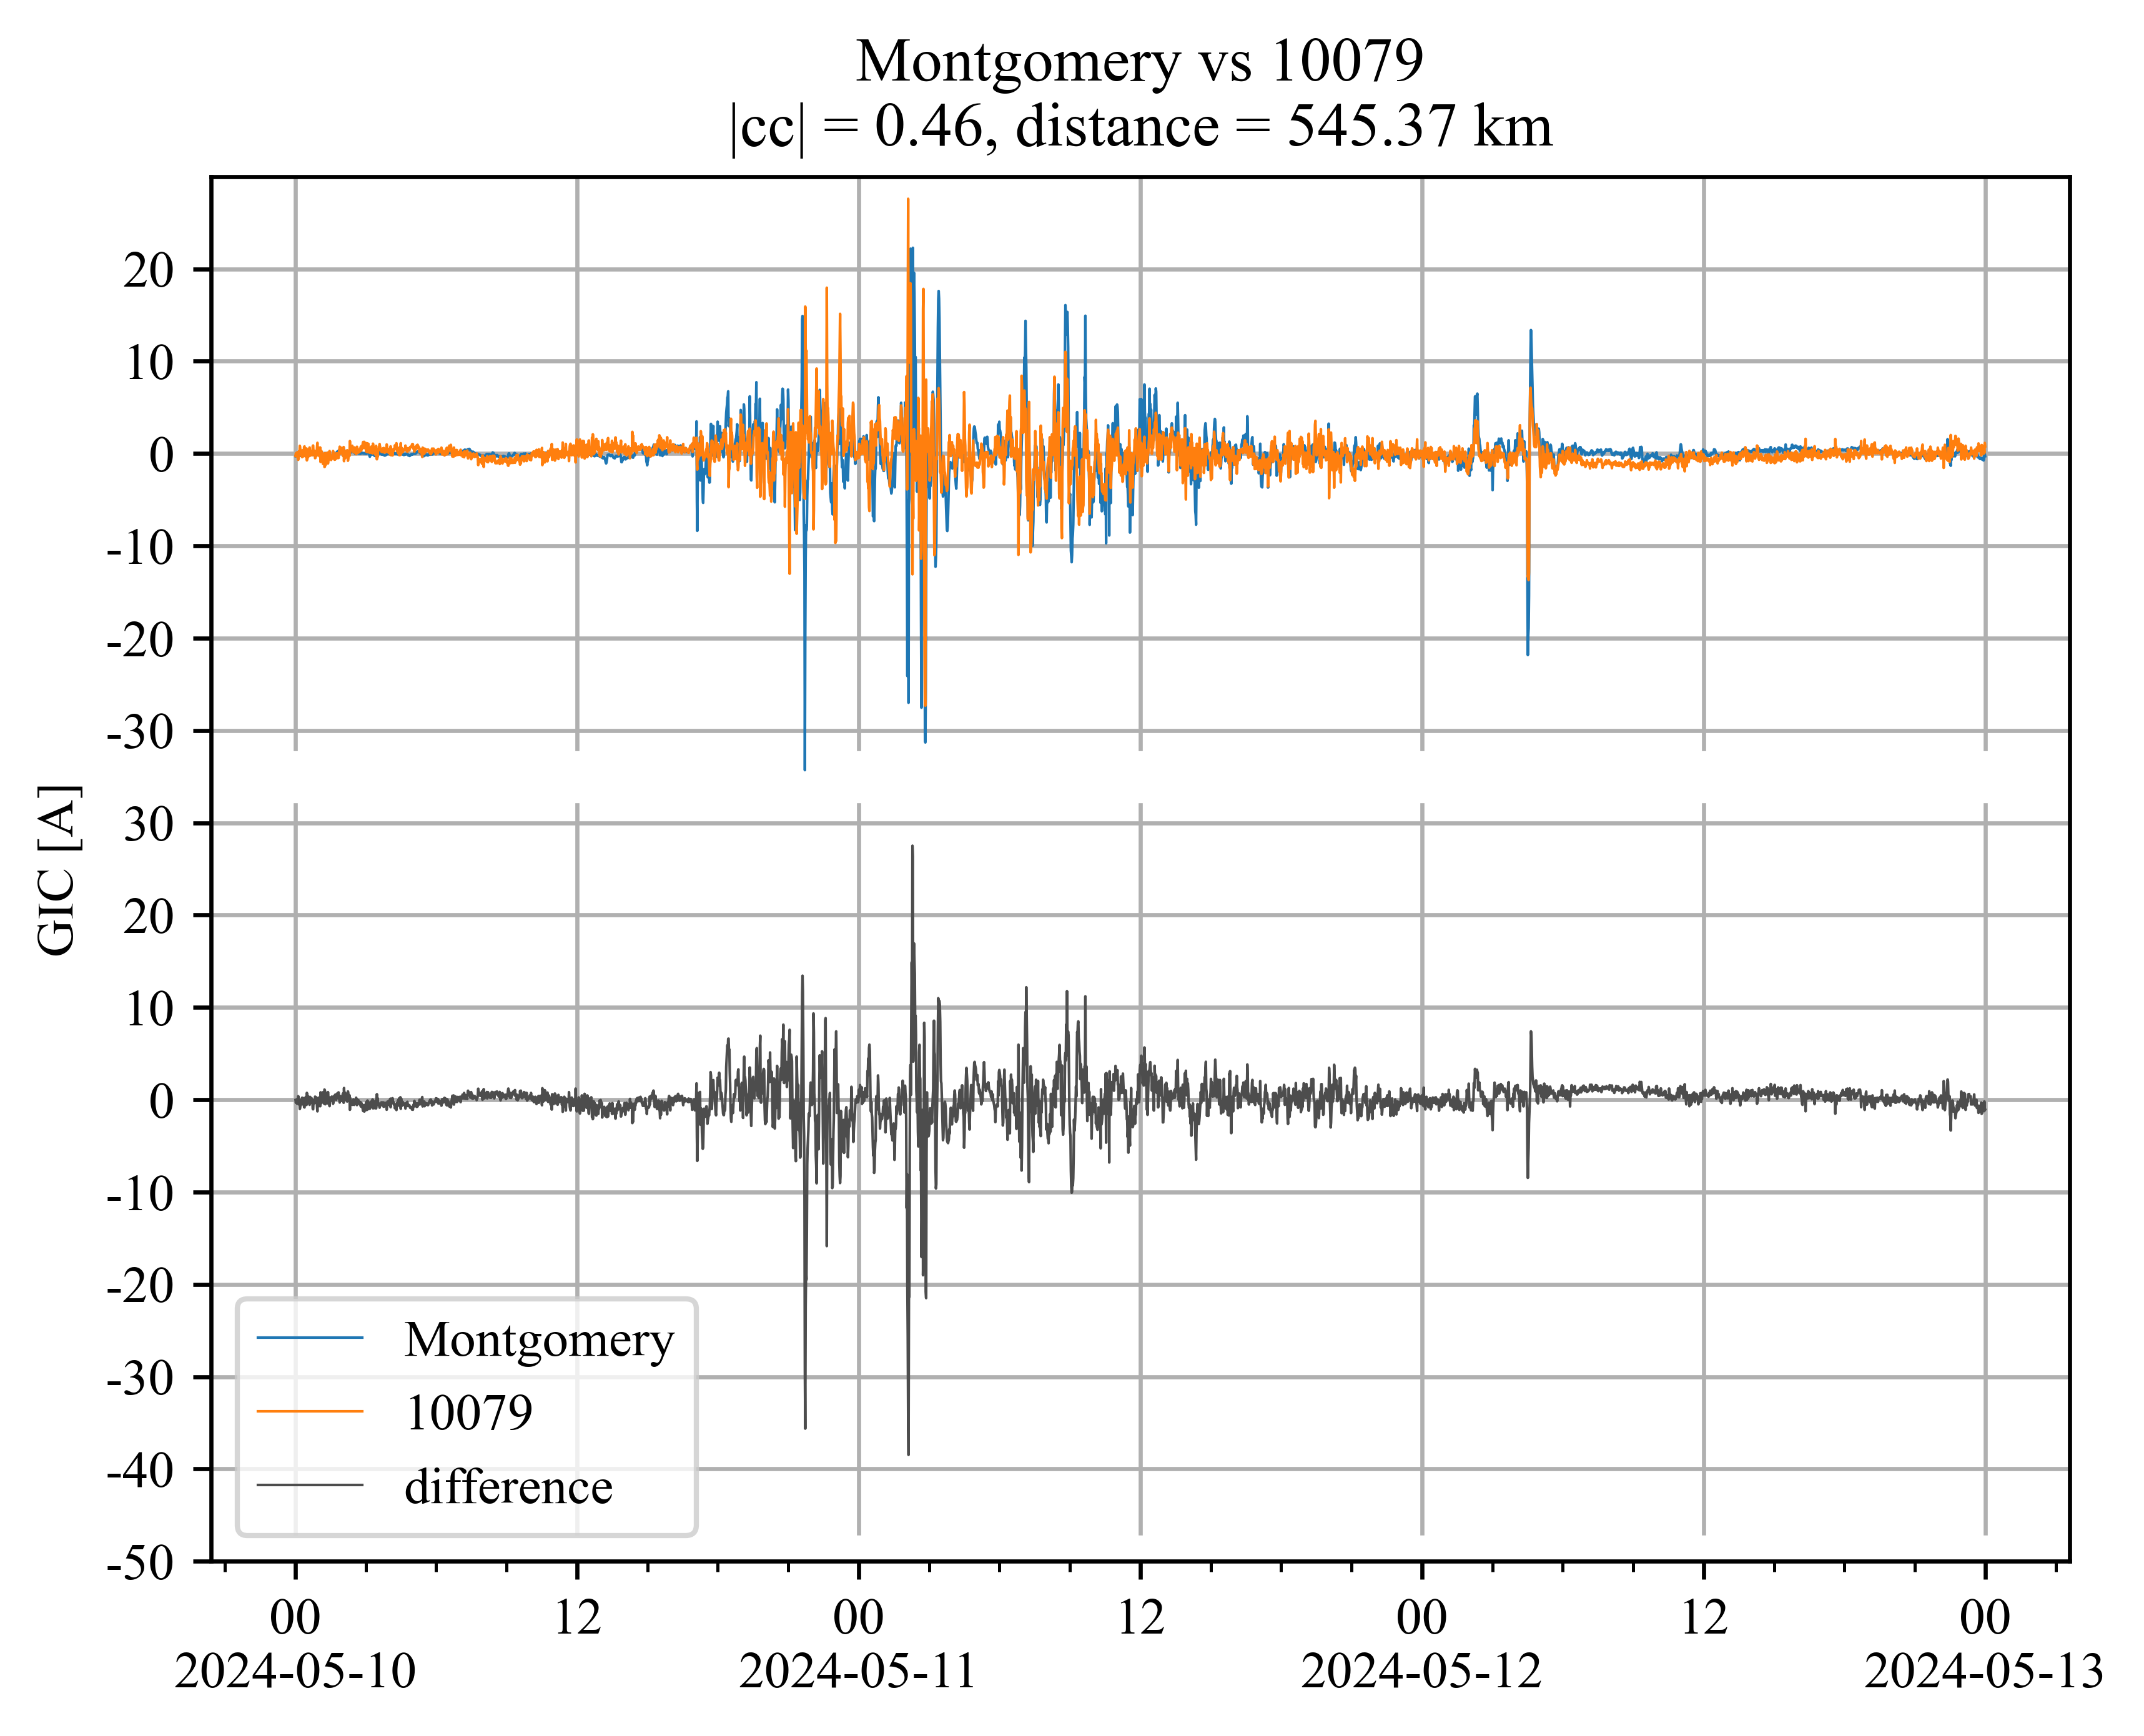 Montgomery vs 10079
|cc| = 0.46, distance = 545.37 km
GIC [A]
20
10
0
-10
-20
-30
30
20
10
0
-10
-20
-30
-40
-50
Montgomery
10079
difference
00 12 00 12 00 12 00
2024-05-10 2024-05-11 2024-05-12 2024-05-13